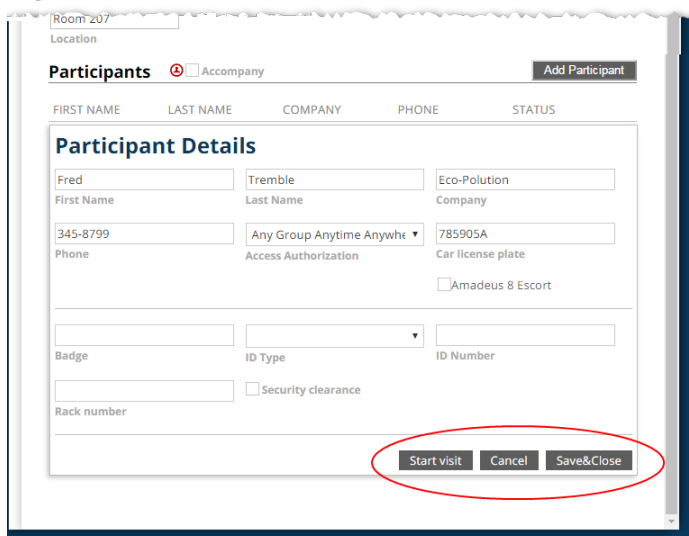 Room 207
Location
Participants Accompany Add Participant
FIRST NAME LAST NAME COMPANY PHONE STATUS
Participant Details
Fred Tremble Eco-Polution
First Name Last Name Company
345-8799 Any Group Anytime Anywhe 785905A
Phone Access Authorization Car license plate
Amadeus 8 Escort
Badge ID Type ID Number
Security clearance
Rack number
Start visit Cancel Save&Close